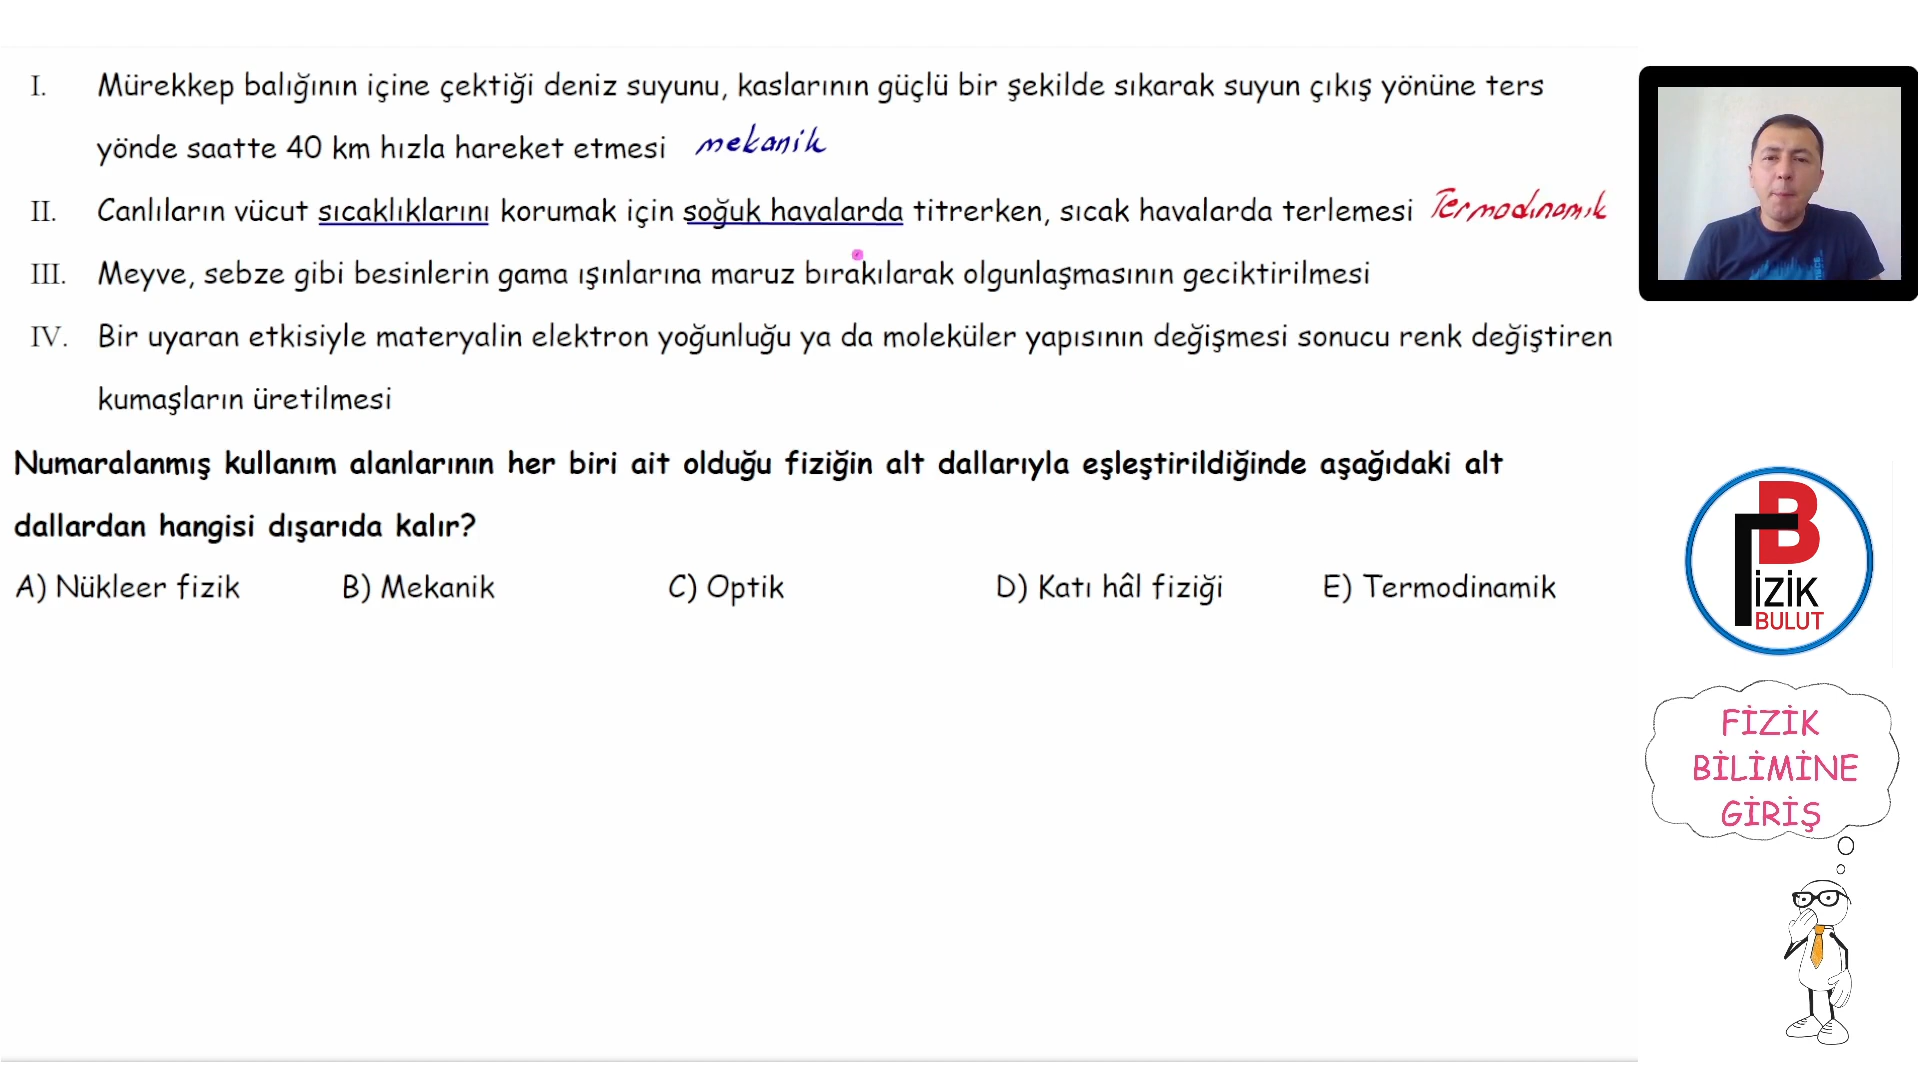 I. Mürekkep balığının içine çektiği deniz suyunu, kaslarının güçlü bir şekilde sıkarak suyun çıkış yönüne ters
yönde saatte 40 km hızla hareket etmesi mekanik
II. Canlıların vücut sıcaklıklarını korumak için soğuk havalarda titrerken, sıcak havalarda terlemesi Termodinamik
III. Meyve, sebze gibi besinlerin gama ışınlarına maruz bırakılarak olgunlaşmasının geciktirilmesi
IV. Bir uyaran etkisiyle materyalin elektron yoğunluğu ya da moleküler yapısının değişmesi sonucu renk değiştiren
kumaşların üretilmesi
Numaralanmış kullanım alanlarının her biri ait olduğu fiziğin alt dallarıyla eşleştirildiğinde aşağıdaki alt
dallardan hangisi dışarıda kalır?
A) Nükleer fizik B) Mekanik C) Optik D) Katı hâl fiziği E) Termodinamik
B
FİZİK
BULUT
FİZİK
BİLİMİNE
GİRİŞ